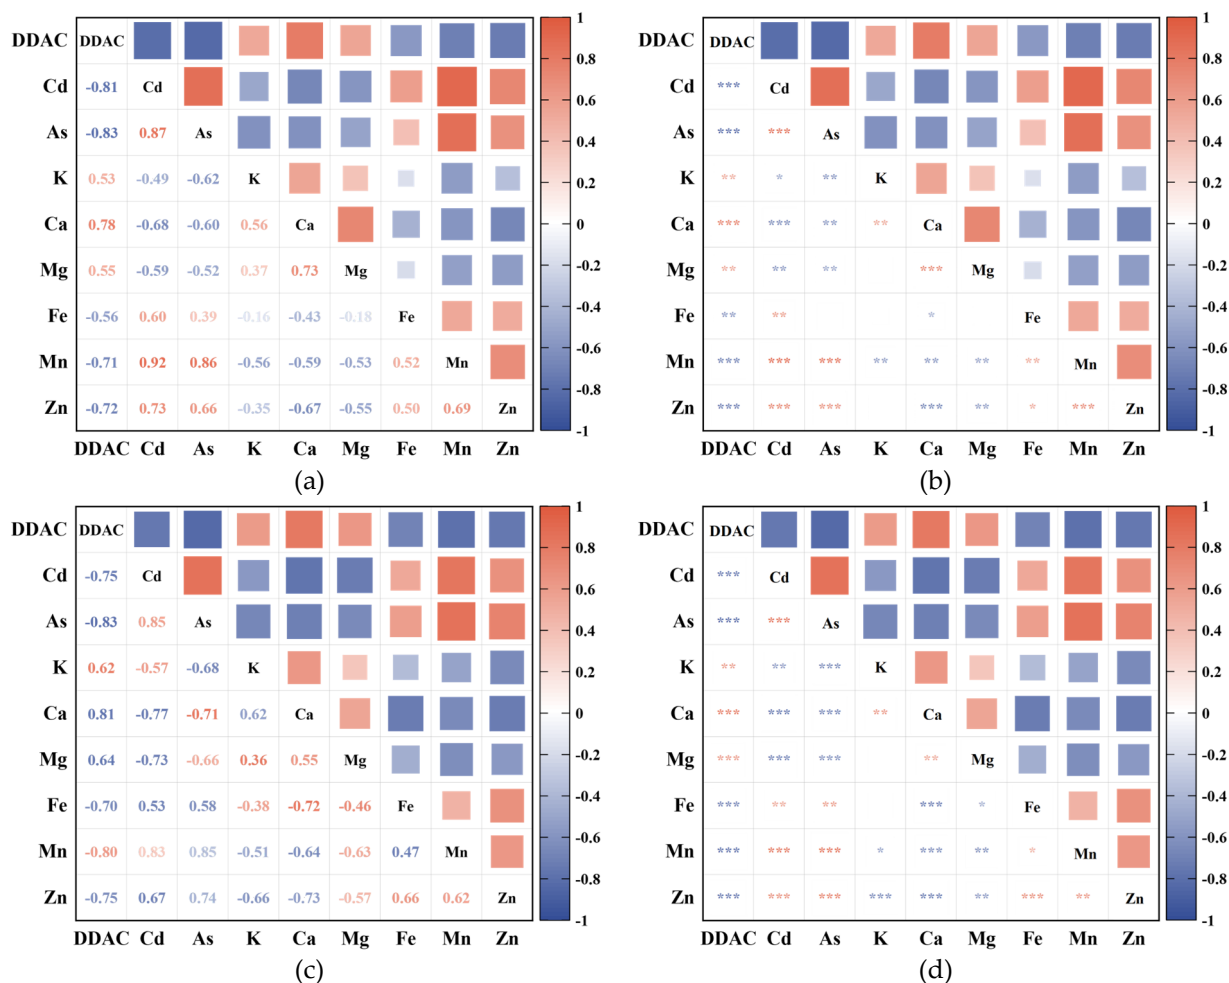 DDAC DDAC 1
Cd -0.81 Cd 0.8
As -0.83 0.87 As 0.6
0.4
K 0.53 -0.49 -0.62 K 0.2
Ca 0.78 -0.68 -0.60 0.56 Ca 0
Mg 0.55 -0.59 -0.52 0.37 0.73 Mg -0.2
Fe -0.56 0.60 0.39 -0.16 -0.43 -0.18 Fe -0.4
Mn -0.71 0.92 0.86 -0.56 -0.59 -0.53 0.52 Mn -0.6
-0.8
Zn -0.72 0.73 0.66 -0.35 -0.67 -0.55 0.50 0.69 Zn -1
DDAC Cd As K Ca Mg Fe Mn Zn
(a)
DDAC DDAC 1
Cd *** Cd 0.8
As *** *** As 0.6
0.4
K ** * ** K 0.2
Ca *** *** ** ** Ca 0
Mg ** ** ** *** Mg -0.2
Fe ** ** * Fe -0.4
Mn *** *** *** ** ** ** ** Mn -0.6
-0.8
Zn *** *** *** *** ** * *** Zn -1
DDAC Cd As K Ca Mg Fe Mn Zn
(b)
DDAC DDAC 1
Cd -0.75 Cd 0.8
As -0.83 0.85 As 0.6
0.4
K 0.62 -0.57 -0.68 K 0.2
Ca 0.81 -0.77 -0.71 0.62 Ca 0
Mg 0.64 -0.73 -0.66 0.36 0.55 Mg -0.2
Fe -0.70 0.53 0.58 -0.38 -0.72 -0.46 Fe -0.4
Mn -0.80 0.83 0.85 -0.51 -0.64 -0.63 0.47 Mn -0.6
-0.8
Zn -0.75 0.67 0.74 -0.66 -0.73 -0.57 0.66 0.62 Zn -1
DDAC Cd As K Ca Mg Fe Mn Zn
(c)
DDAC DDAC 1
Cd *** Cd 0.8
As *** *** As 0.6
0.4
K ** ** *** K 0.2
Ca *** *** *** ** Ca 0
Mg *** *** *** ** Mg -0.2
Fe *** ** ** *** * Fe -0.4
Mn *** *** *** * *** ** * Mn -0.6
-0.8
Zn *** *** *** *** *** ** *** ** Zn -1
DDAC Cd As K Ca Mg Fe Mn Zn
(d)